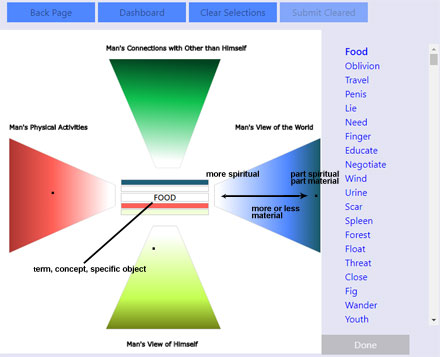 Back Page
Dashboard
Clear Selections
Submit Cleared
Man's Connections with Other than Himself
Man's Physical Activities
Man's View of the World
more spiritual
part spiritual
part material
FOOD
more or less
material
term, concept, specific object
Man's View of Himself
Food
Oblivion
Travel
Penis
Lie
Need
Finger
Educate
Negotiate
Wind
Urine
Scar
Spleen
Forest
Float
Threat
Close
Fig
Wander
Youth
Done